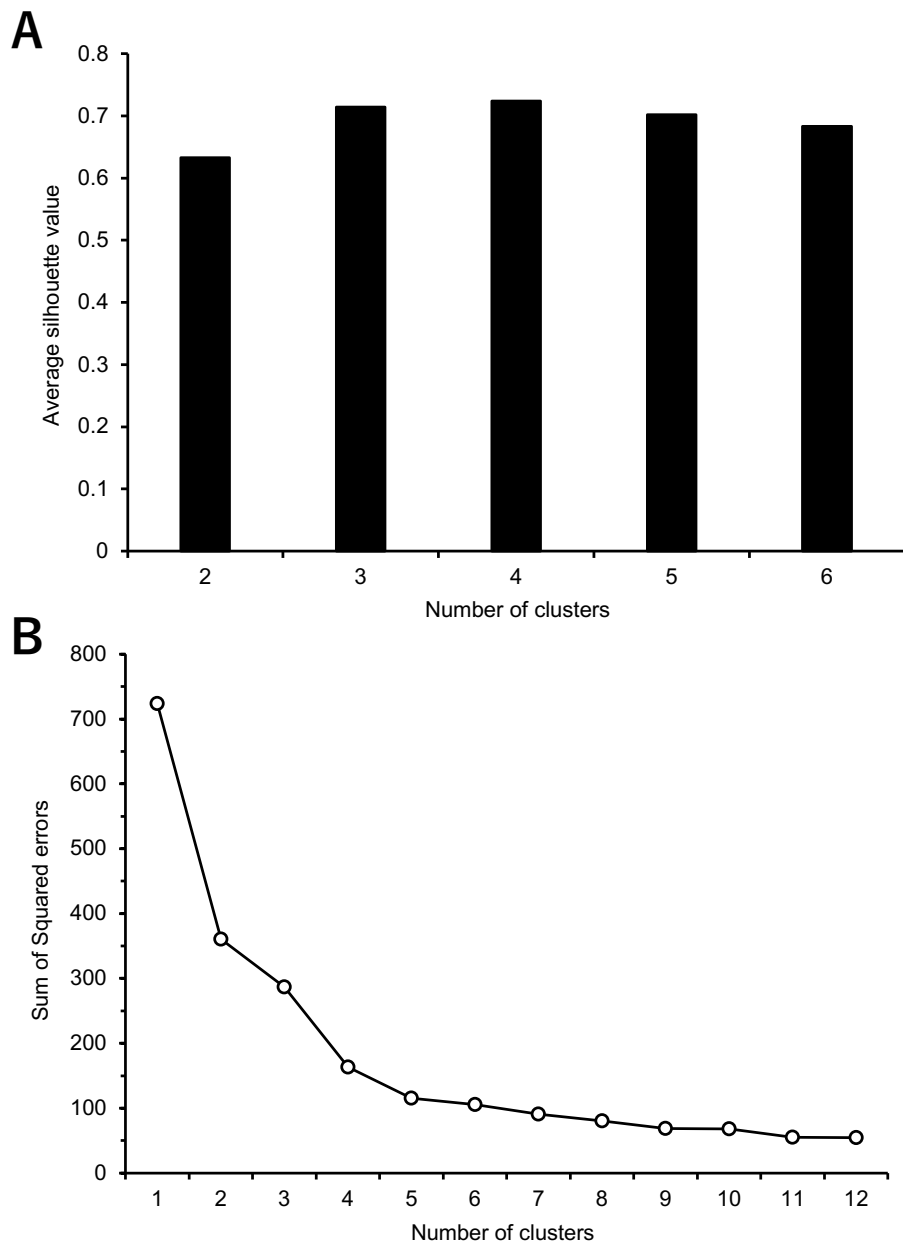 A
0.8
0.7
0.6
0.5
0.4
0.3
0.2
0.1
0
Average silhouette value
2 3 4 5 6
Number of clusters
B
800
700
600
500
400
300
200
100
0
Sum of Squared errors
1 2 3 4 5 6 7 8 9 10 11 12
Number of clusters